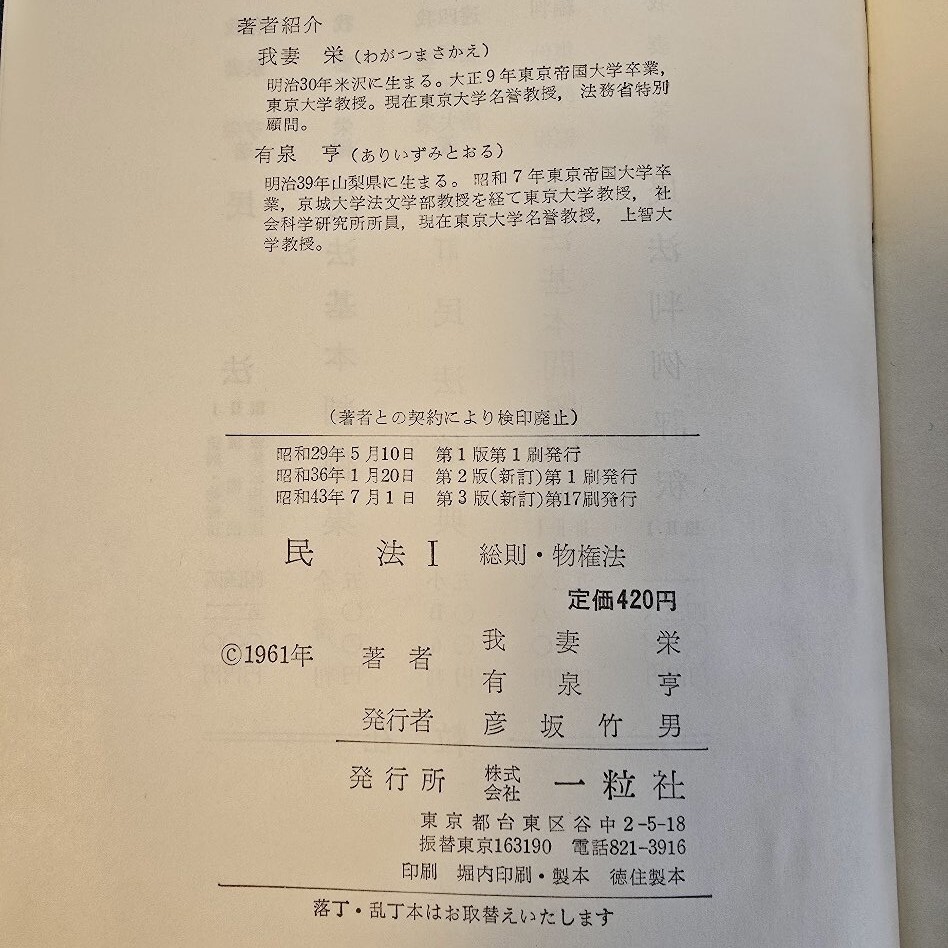 著者紹介
我妻 栄（わがつまさかえ）
明治30年米沢に生まる。大正9年東京帝国大学卒業，
東京大学教授。現在東京大学名誉教授， 法務省特別
顧問。
有泉 亨（ありいずみとおる）
明治39年山梨県に生まる。 昭和7年東京帝国大学卒
業，京城大学法文学部教授を経て東京大学教授， 社
会科学研究所所員，現在東京大学名誉教授， 上智大
学教授。
（著者との契約により検印廃止）
昭和29年5月10日 第1版第1刷発行
昭和36年1月20日 第2版(新訂)第1刷発行
昭和43年7月1日 第3版(新訂)第17刷発行
民 法 I 総則・物権法
定価420円
©1961年 著者 我妻栄
有泉亨
発行者 彦坂竹男
発行所 株式会社 一粒社
東京都台東区谷中2-5-18
振替東京163190 電話821-3916
印刷 堀内印刷・製本 徳住製本
落丁・乱丁本はお取替えいたします